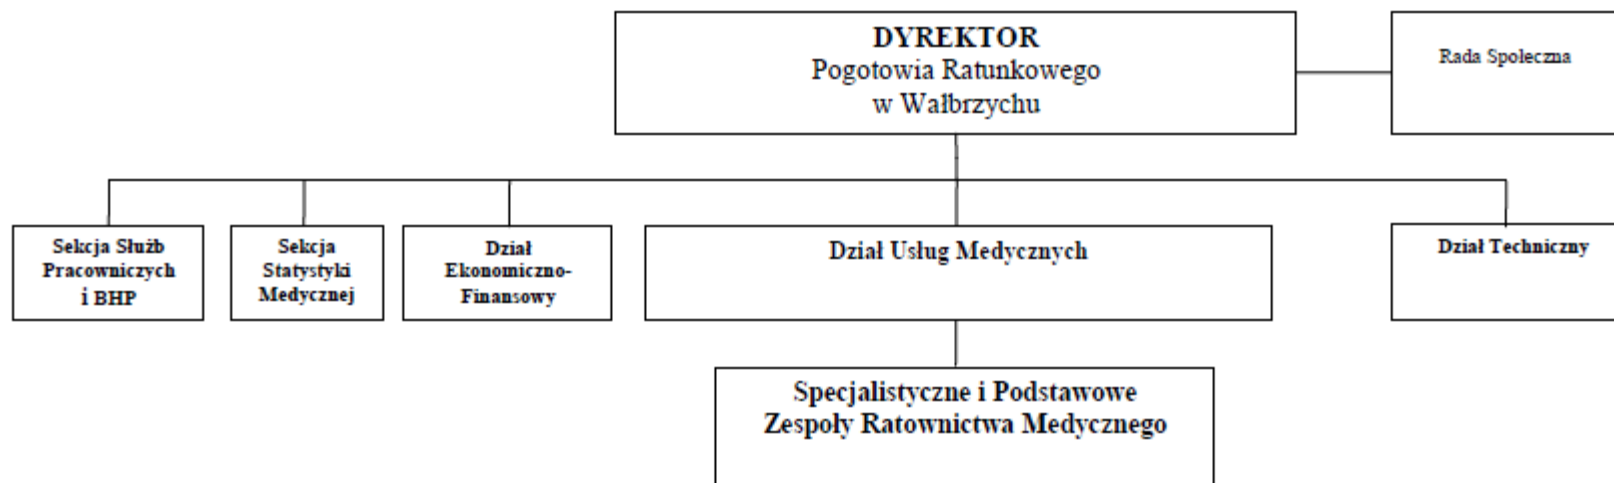 DYREKTOR
Pogotowia Ratunkowego
w Wałbrzychu
Rada Społeczna
Sekcja Służb
Pracowniczych
i BHP
Sekcja
Statystyki
Medycznej
Dział
Ekonomiczno-
Finansowy
Dział Usług Medycznych
Dział Techniczny
Specjalistyczne i Podstawowe
Zespoły Ratownictwa Medycznego